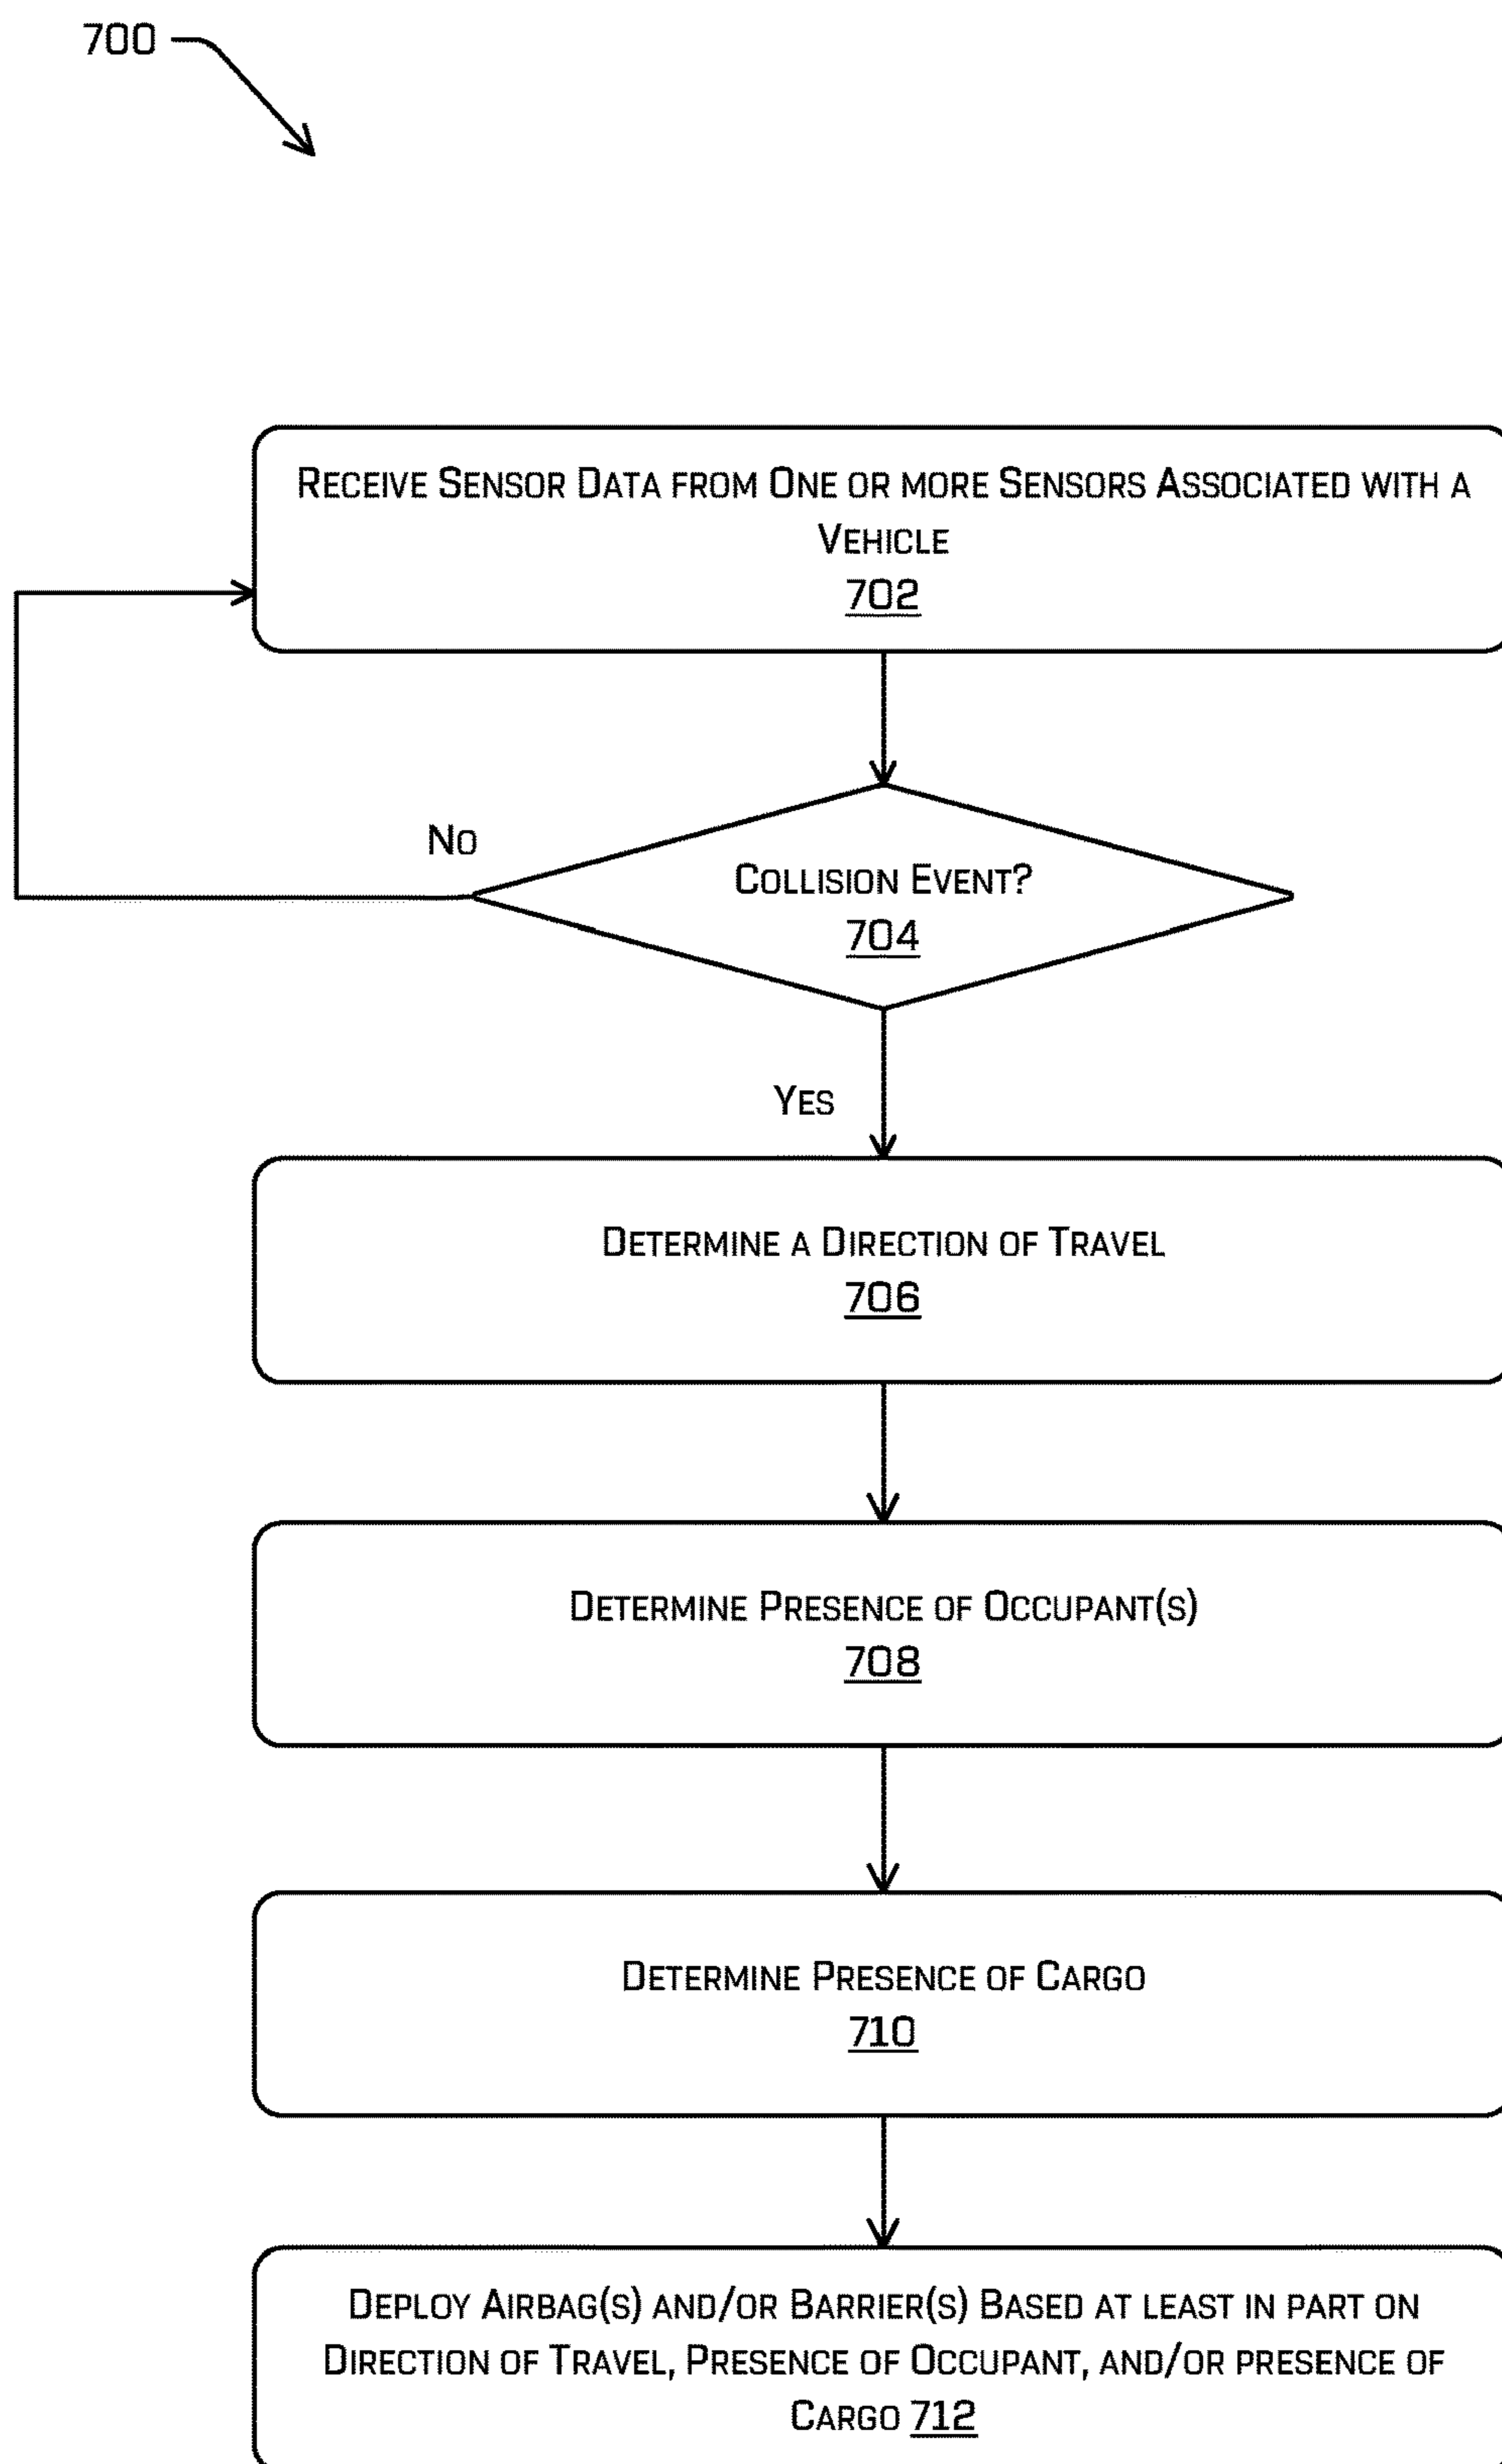 700
Receive Sensor Data from One or more Sensors Associated with a
Vehicle
702
No
Collision Event?
704
Yes
Determine a Direction of Travel
706
Determine Presence of Occupant(s)
708
Determine Presence of Cargo
710
Deploy Airbag(s) and/or Barrier(s) Based at least in part on
Direction of Travel, Presence of Occupant, and/or presence of
Cargo 712